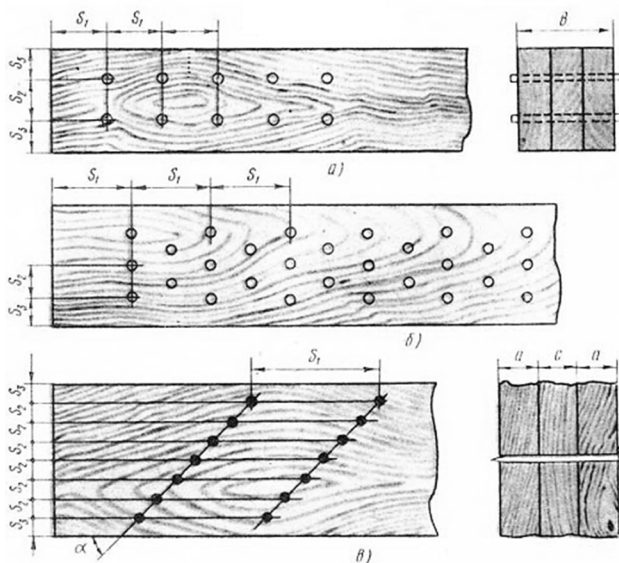 S₁ S₁ B
S₃
S₂
S₃
а)
S₁ S₁ S₁
S₂
S₃
б)
S₁ a c a
S₃
S₂
S₂
S₂
S₂
S₂
S₂
S₃
α
в)